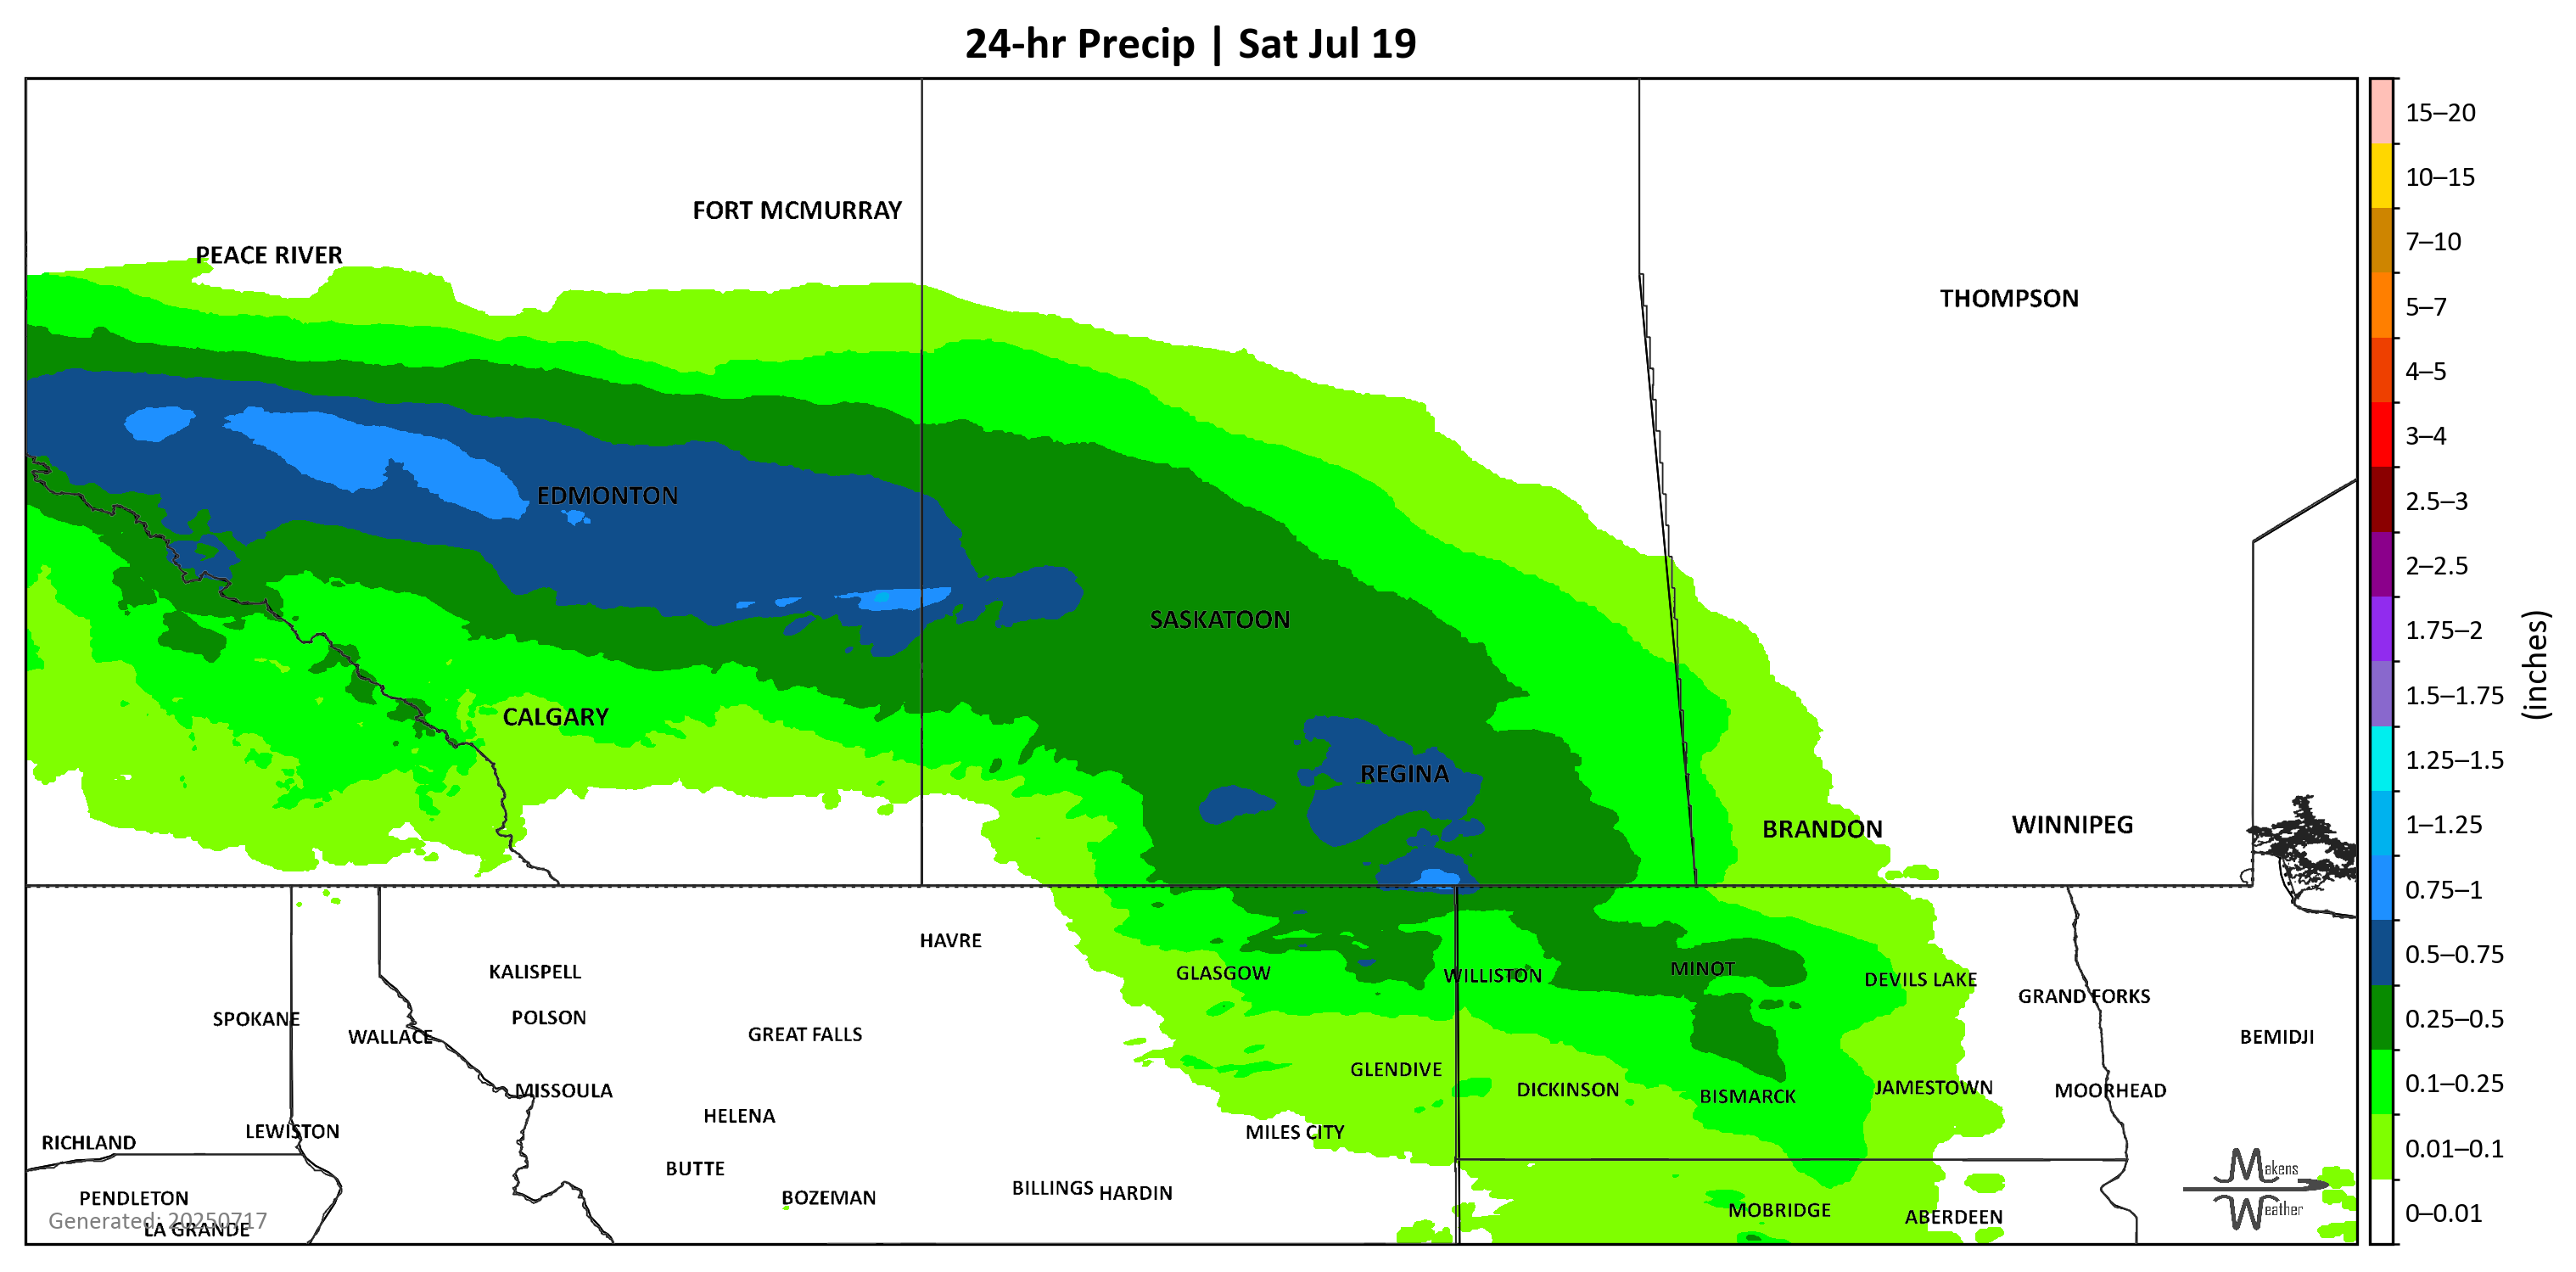 24-hr Precip | Sat Jul 19
FORT MCMURRAY
PEACE RIVER
THOMPSON
EDMONTON
SASKATOON
CALGARY
REGINA
BRANDON
WINNIPEG
HAVRE
KALISPELL
GLASGOW
WILLISTON
MINOT
DEVILS LAKE
GRAND FORKS
SPOKANE
WALLACE
POLSON
GREAT FALLS
BEMIDJI
GLENDIVE
MISSOULA
DICKINSON
BISMARCK
JAMESTOWN
MOORHEAD
HELENA
LEWISTON
MILES CITY
RICHLAND
BUTTE
PENDLETON
BOZEMAN
BILLINGS
HARDIN
MOBRIDGE
ABERDEEN
Generated: 20250717
LA GRANDE
Makens
Weather
15–20
10–15
7–10
5–7
4–5
3–4
2.5–3
2–2.5
1.75–2
1.5–1.75
1.25–1.5
1–1.25
0.75–1
0.5–0.75
0.25–0.5
0.1–0.25
0.01–0.1
0–0.01
(inches)